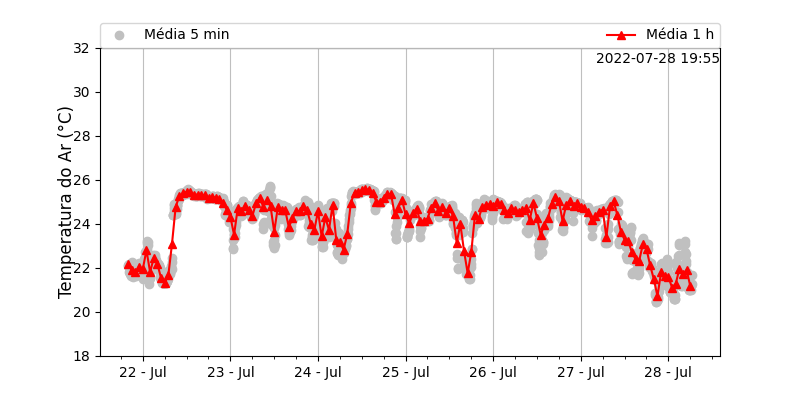 Média 5 min
Média 1 h
2022-07-28 19:55
Temperatura do Ar (°C)
32
30
28
26
24
22
20
18
22 - Jul
23 - Jul
24 - Jul
25 - Jul
26 - Jul
27 - Jul
28 - Jul